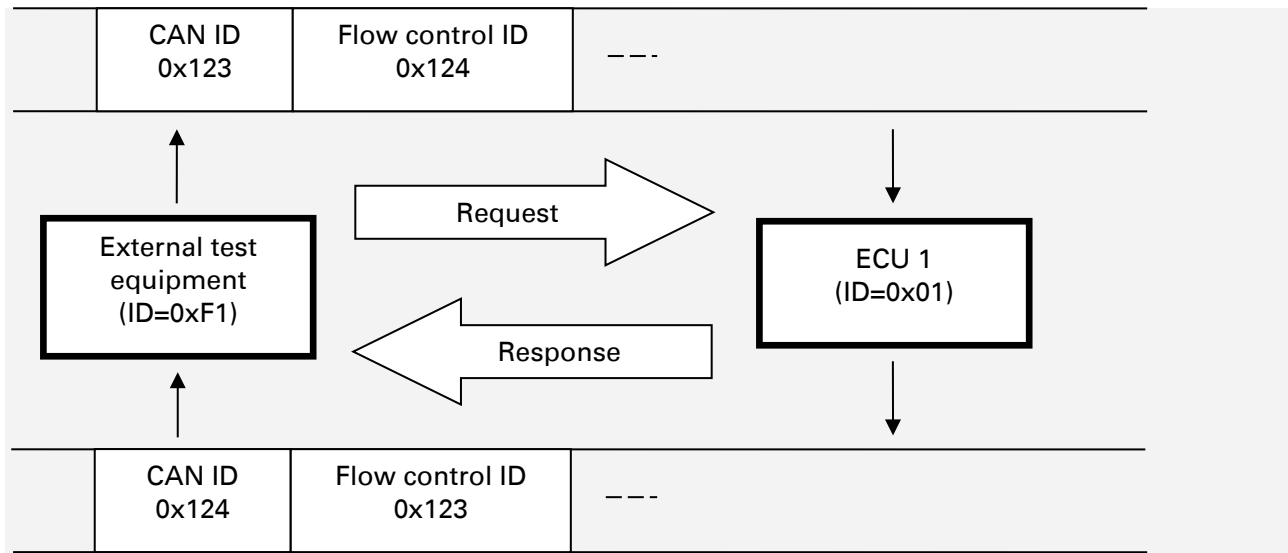 CAN ID
0x123
Flow control ID
0x124
Request
External test
equipment
(ID=0xF1)
ECU 1
(ID=0x01)
Response
CAN ID
0x124
Flow control ID
0x123